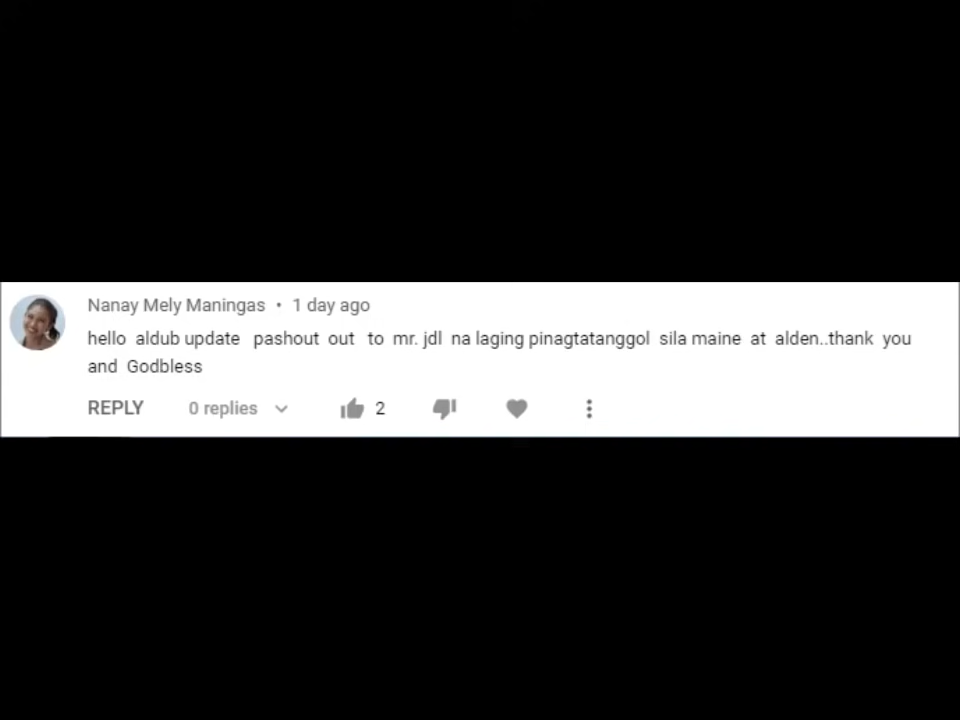 Nanay Mely Maningas • 1 day ago
hello aldub update pashout out to mr. jdl na laging pinagtatanggol sila maine at alden..thank you
and Godbless
REPLY 0 replies 2